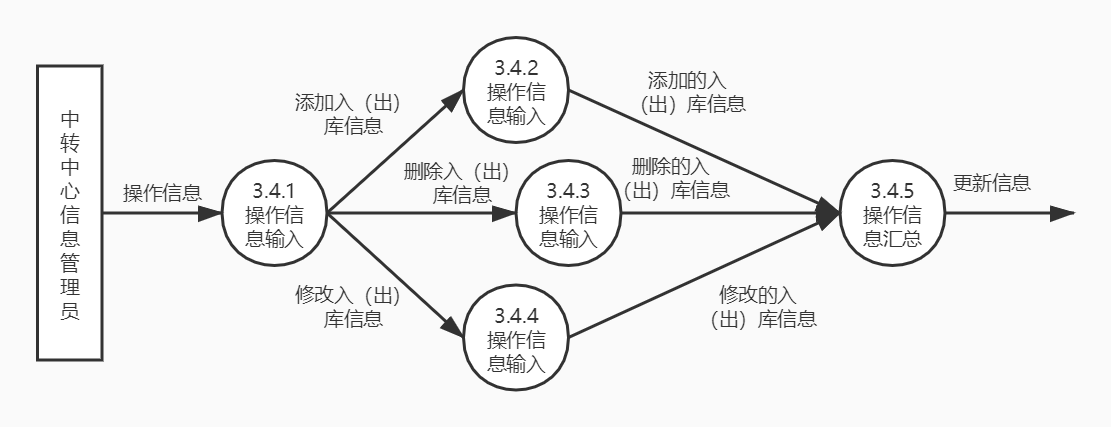 中转中心信息管理员
操作信息
3.4.1
操作信
息输入
添加入（出）
库信息
删除入（出）
库信息
修改入（出）
库信息
3.4.2
操作信
息输入
3.4.3
操作信
息输入
3.4.4
操作信
息输入
添加的入
（出）库信息
删除的入
（出）库信息
修改的入
（出）库信息
3.4.5
操作信
息汇总
更新信息